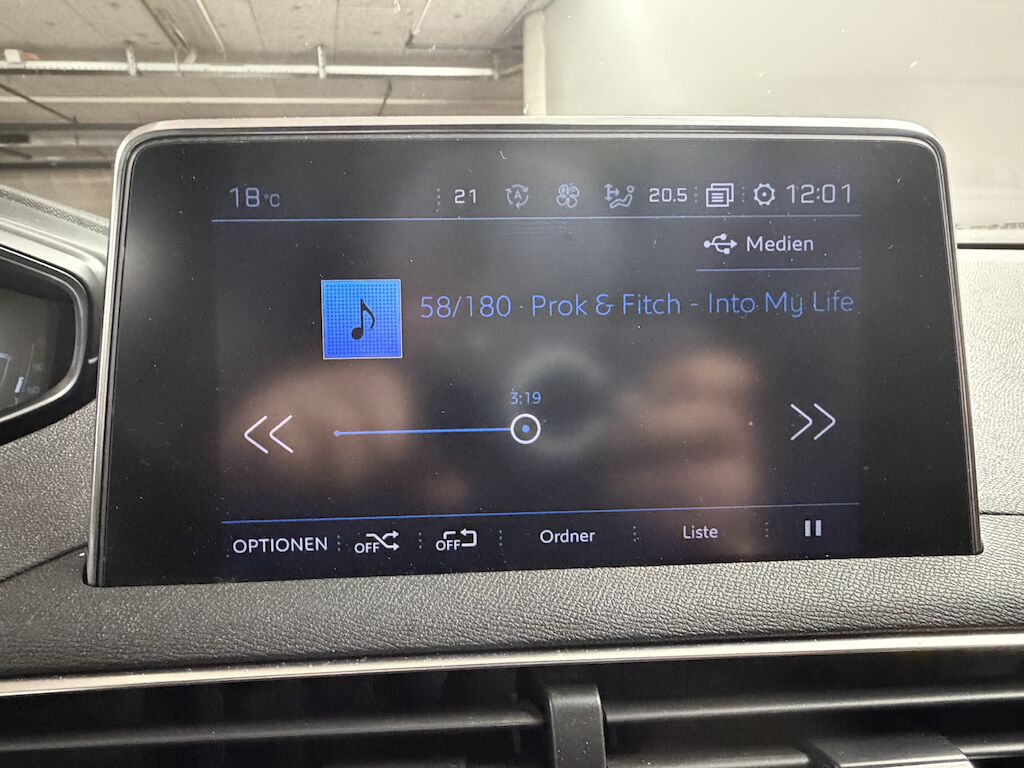 18°C 21 A 20.5 12:01
Medien
58/180 · Prok & Fitch - Into My Life
3:19
OPTIONEN OFF OFF Ordner Liste